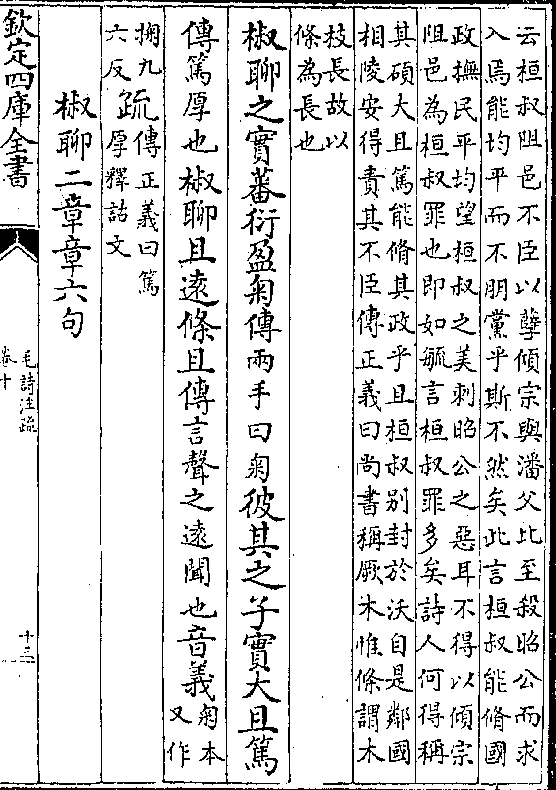 云桓叔阻邑不臣以孽傾宗與潘父比至殺昭公而求
入焉能均平而不朋黨乎斯不然矣此言桓叔能脩國
政撫民平均望桓叔之美刺昭公之惡耳不得以傾宗
阻邑為桓叔罪也即如毓言桓叔罪多矣詩人何得稱
其碩大且篤能脩其政乎且桓叔别封於沃自是鄰國
相陵安得責其不臣傳正義曰尚書稱厥木惟條謂木
枝長故以
條為長也
椒聊之實蕃衍盈匊傳兩手曰匊彼其之子實大且篤
傳篤厚也椒聊且遠條且傳言聲之遠聞也音義匊本
又作
掬九
六反疏傳正義曰篤
厚釋詁文
椒聊二章章六句
欽定四庫全書
毛詩注疏
卷十
十三